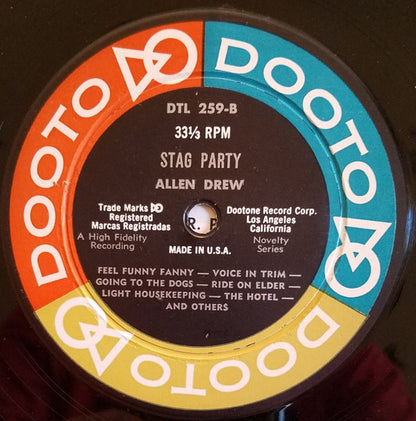 DOOTO DOOTO DOOTO
DTL 259-B
33⅓ RPM
STAG PARTY
ALLEN DREW
Trade Marks
Registered
Marcas Registradas
A High Fidelity
Recording
Dootone Record Corp.
Los Angeles
California
Novelty
Series
R.P.
MADE IN U.S.A.
FEEL FUNNY FANNY — VOICE IN TRIM —
GOING TO THE DOGS — RIDE ON ELDER —
LIGHT HOUSEKEEPING — THE HOTEL —
AND OTHERS